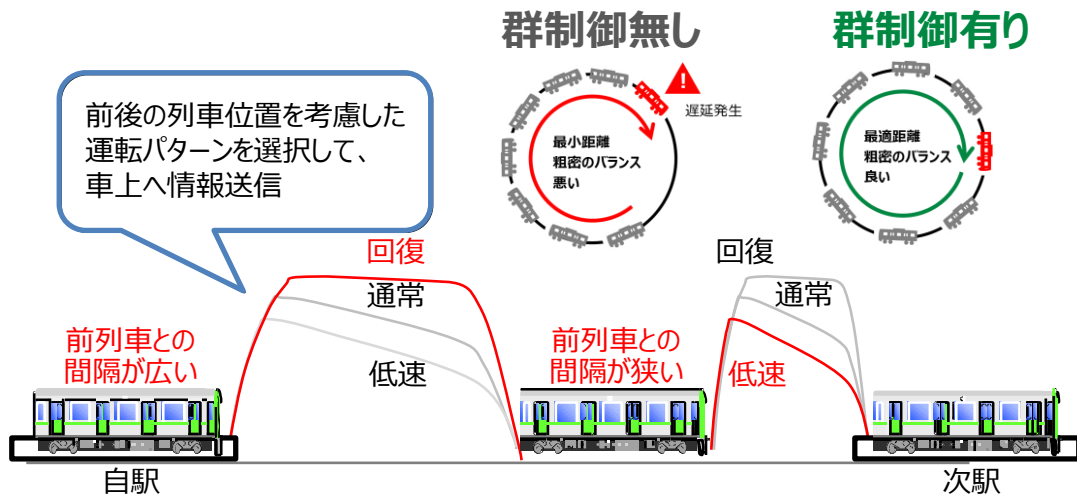 群制御無し
群制御有り
前後の列車位置を考慮した
運転パターンを選択して、
車上へ情報送信
遅延発生
最小距離
粗密のバランス
悪い
最適距離
粗密のバランス
良い
回復
通常
低速
前列車との
間隔が広い
前列車との
間隔が狭い
回復
通常
低速
自駅
次駅